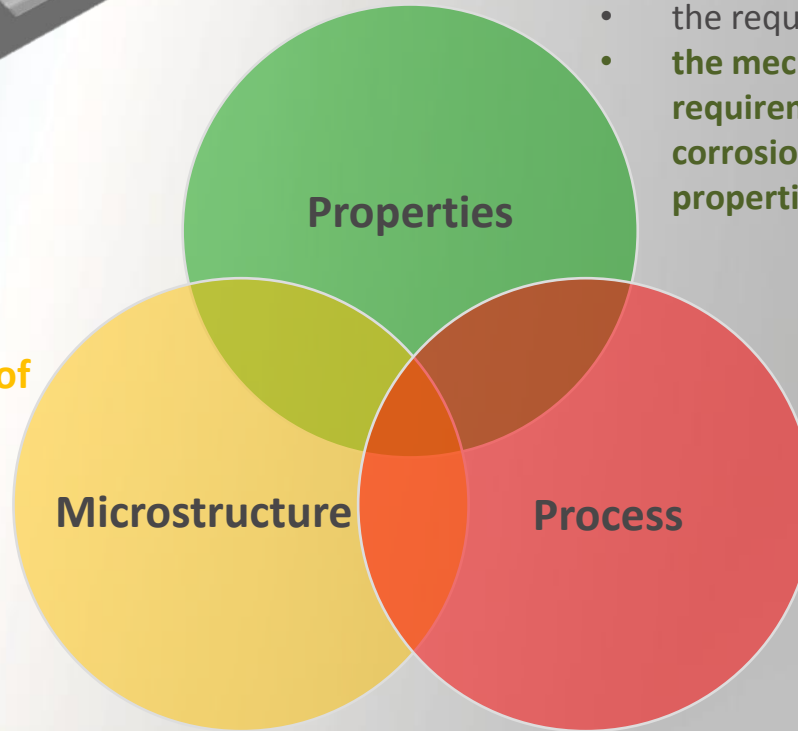 • the requ
• the mec
requiren
corrosio
properti
Properties
of
Microstructure
Process